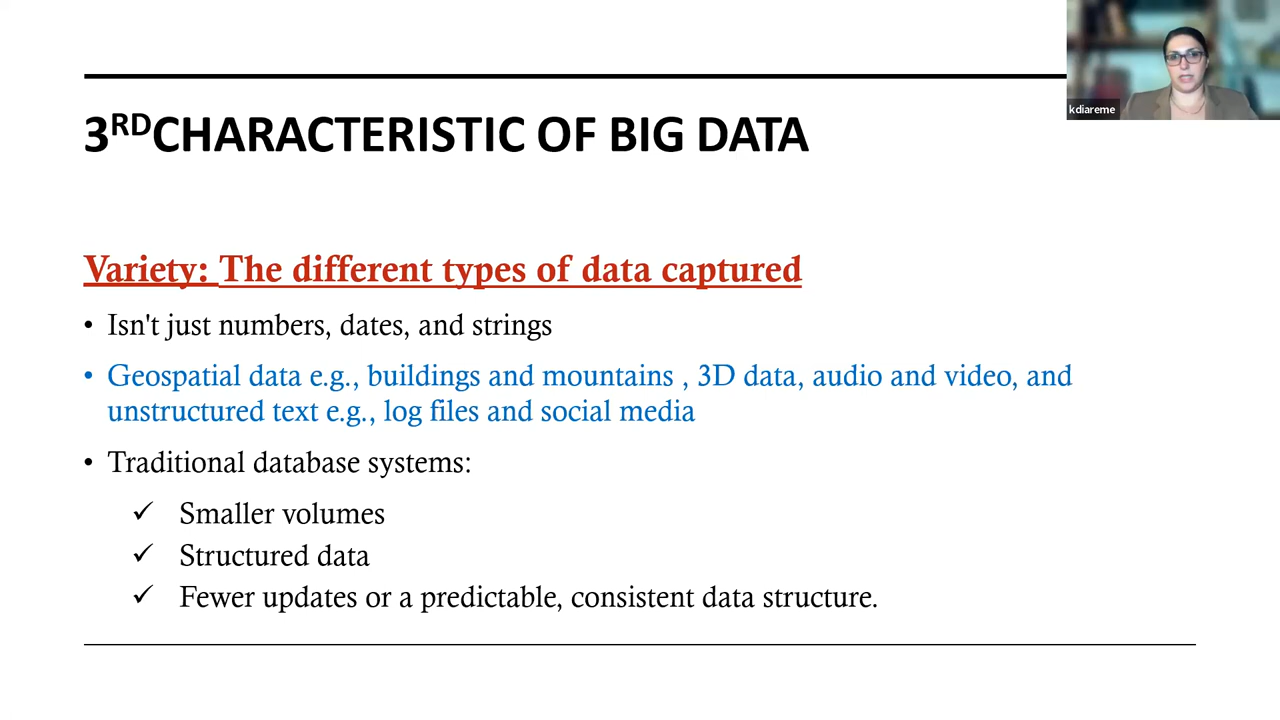 kdiareme
3RDCHARACTERISTIC OF BIG DATA
Variety: The different types of data captured
• Isn't just numbers, dates, and strings
• Geospatial data e.g., buildings and mountains , 3D data, audio and video, and
unstructured text e.g., log files and social media
• Traditional database systems:
✓ Smaller volumes
✓ Structured data
✓ Fewer updates or a predictable, consistent data structure.